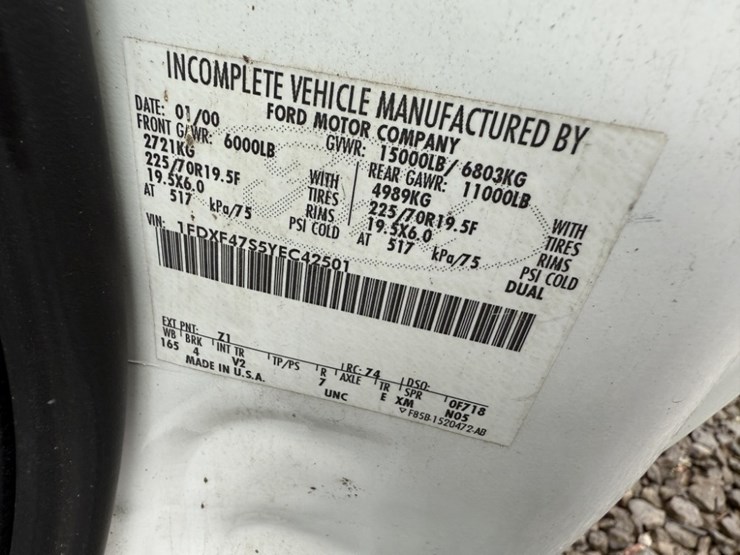 INCOMPLETE VEHICLE MANUFACTURED BY
FORD MOTOR COMPANY
DATE: 01/00 GVWR: 15000LB/ 6803KG
FRONT GAWR: 6000LB REAR GAWR: 11000LB
2721KG WITH 4989KG WITH
225/70R19.5F TIRES 225/70R19.5F TIRES
19.5X6.0 RIMS 19.5X6.0 RIMS
AT 517 kPa/75 PSI COLD AT 517 kPa/75 PSI COLD
DUAL
VIN: 1FDXF47S5YEC42501
EXT PNT: Z1 RC: 74 DSO: 0F718
WB BRK INT TR TP/PS R AXLE TR SPR
165 4 V2 7 E XM N05
MADE IN U.S.A. UNC ▽ F85B-1520472-AB